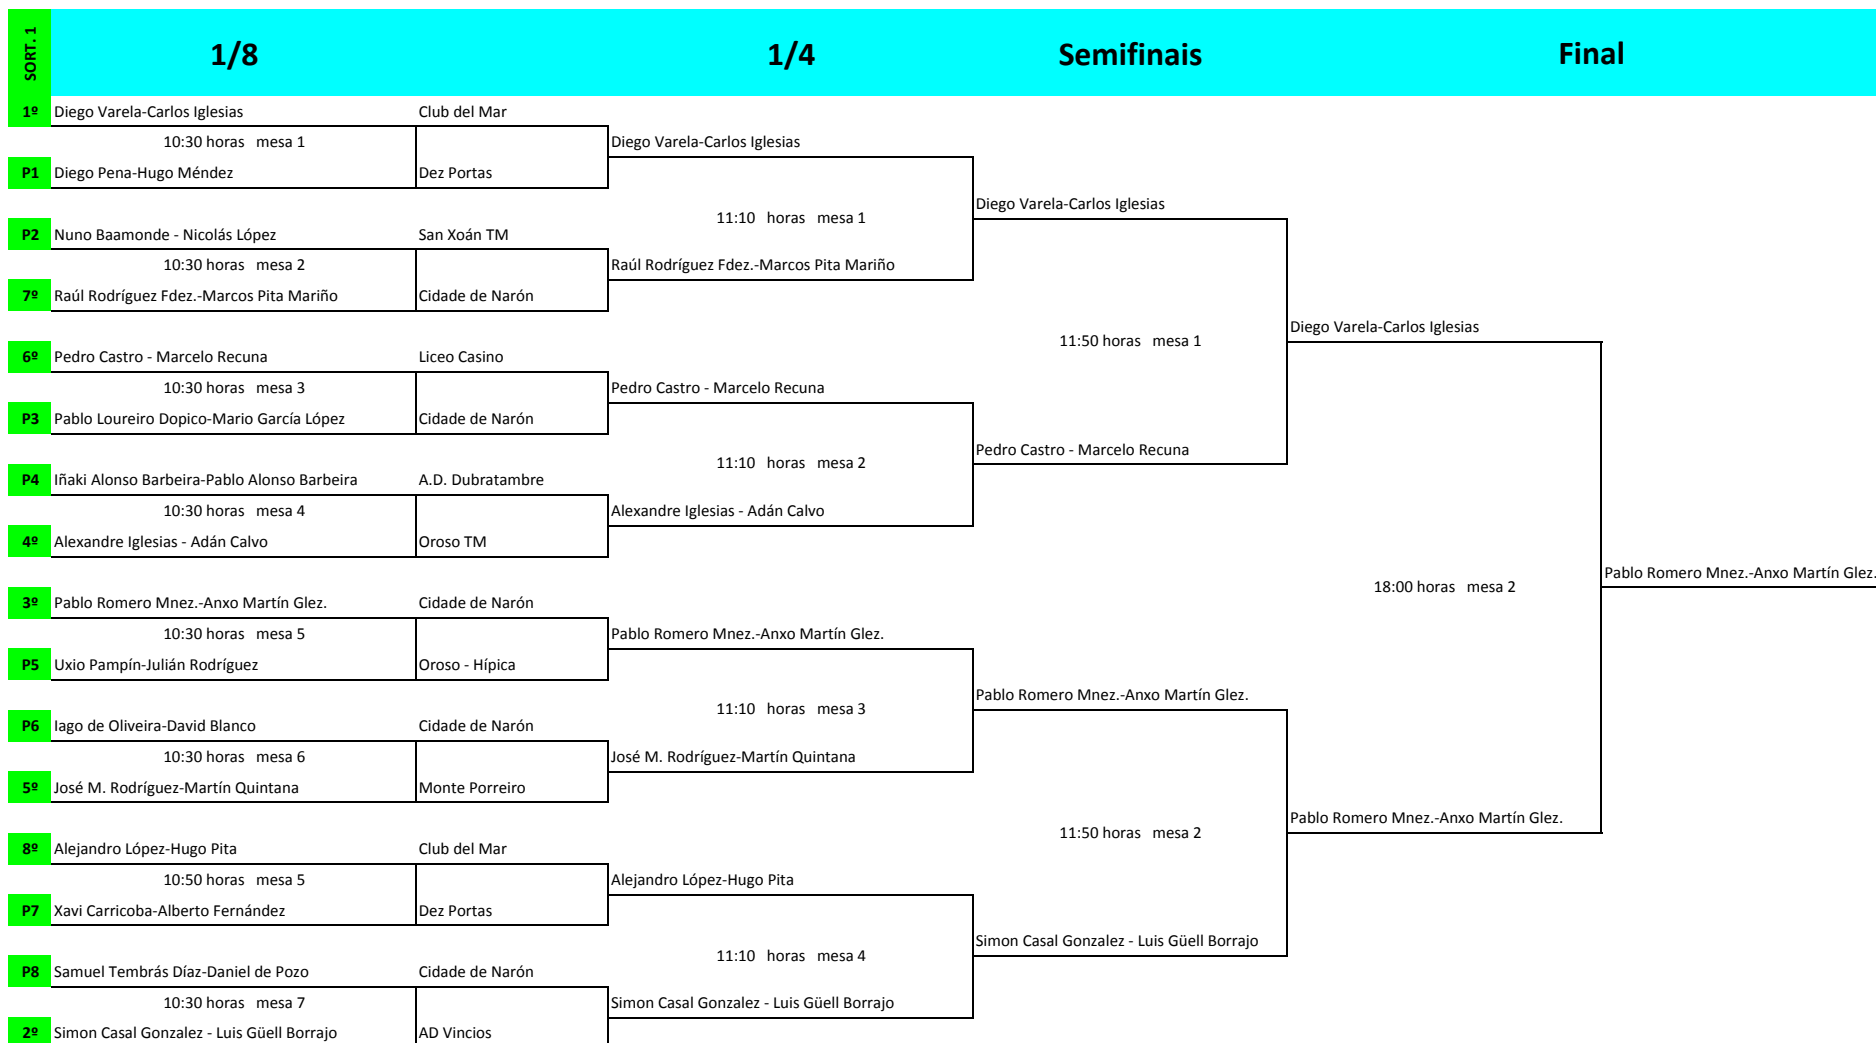 SORT. 1
1/8
1/4
Semifinais
Final
1º Diego Varela-Carlos Iglesias Club del Mar
10:30 horas mesa 1
Diego Varela-Carlos Iglesias
P1 Diego Pena-Hugo Méndez Dez Portas
11:10 horas mesa 1
Diego Varela-Carlos Iglesias
P2 Nuno Baamonde - Nicolás López San Xoán TM
10:30 horas mesa 2
Raúl Rodríguez Fdez.-Marcos Pita Mariño
7º Raúl Rodríguez Fdez.-Marcos Pita Mariño Cidade de Narón
11:50 horas mesa 1
Diego Varela-Carlos Iglesias
6º Pedro Castro - Marcelo Recuna Liceo Casino
10:30 horas mesa 3
Pedro Castro - Marcelo Recuna
P3 Pablo Loureiro Dopico-Mario García López Cidade de Narón
11:10 horas mesa 2
Pedro Castro - Marcelo Recuna
P4 Iñaki Alonso Barbeira-Pablo Alonso Barbeira A.D. Dubratambre
10:30 horas mesa 4
Alexandre Iglesias - Adán Calvo
4º Alexandre Iglesias - Adán Calvo Oroso TM
18:00 horas mesa 2
Pablo Romero Mnez.-Anxo Martín Glez.
3º Pablo Romero Mnez.-Anxo Martín Glez. Cidade de Narón
10:30 horas mesa 5
Pablo Romero Mnez.-Anxo Martín Glez.
P5 Uxio Pampín-Julián Rodríguez Oroso - Hípica
11:10 horas mesa 3
Pablo Romero Mnez.-Anxo Martín Glez.
P6 Iago de Oliveira-David Blanco Cidade de Narón
10:30 horas mesa 6
José M. Rodríguez-Martín Quintana
5º José M. Rodríguez-Martín Quintana Monte Porreiro
11:50 horas mesa 2
Pablo Romero Mnez.-Anxo Martín Glez.
8º Alejandro López-Hugo Pita Club del Mar
10:50 horas mesa 5
Alejandro López-Hugo Pita
P7 Xavi Carricoba-Alberto Fernández Dez Portas
11:10 horas mesa 4
Simon Casal Gonzalez - Luis Güell Borrajo
P8 Samuel Tembrás Díaz-Daniel de Pozo Cidade de Narón
10:30 horas mesa 7
Simon Casal Gonzalez - Luis Güell Borrajo
2º Simon Casal Gonzalez - Luis Güell Borrajo AD Vincios